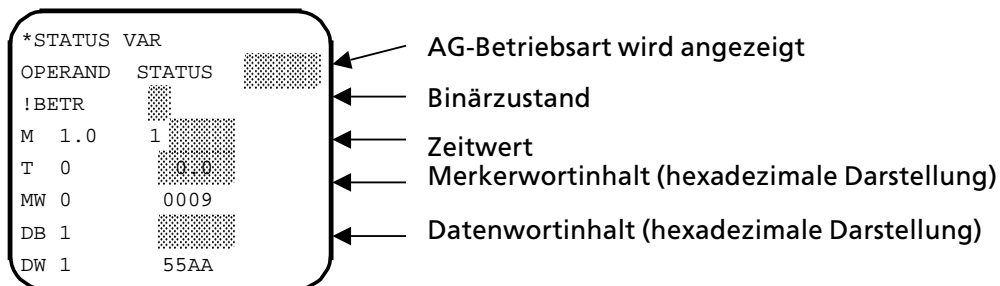 *STATUS VAR
OPERAND STATUS
!BETR
M 1.0 1
T 0 0.0
MW 0 0009
DB 1
DW 1 55AA
AG-Betriebsart wird angezeigt
Binärzustand
Zeitwert
Merkerwortinhalt (hexadezimale Darstellung)
Datenwortinhalt (hexadezimale Darstellung)